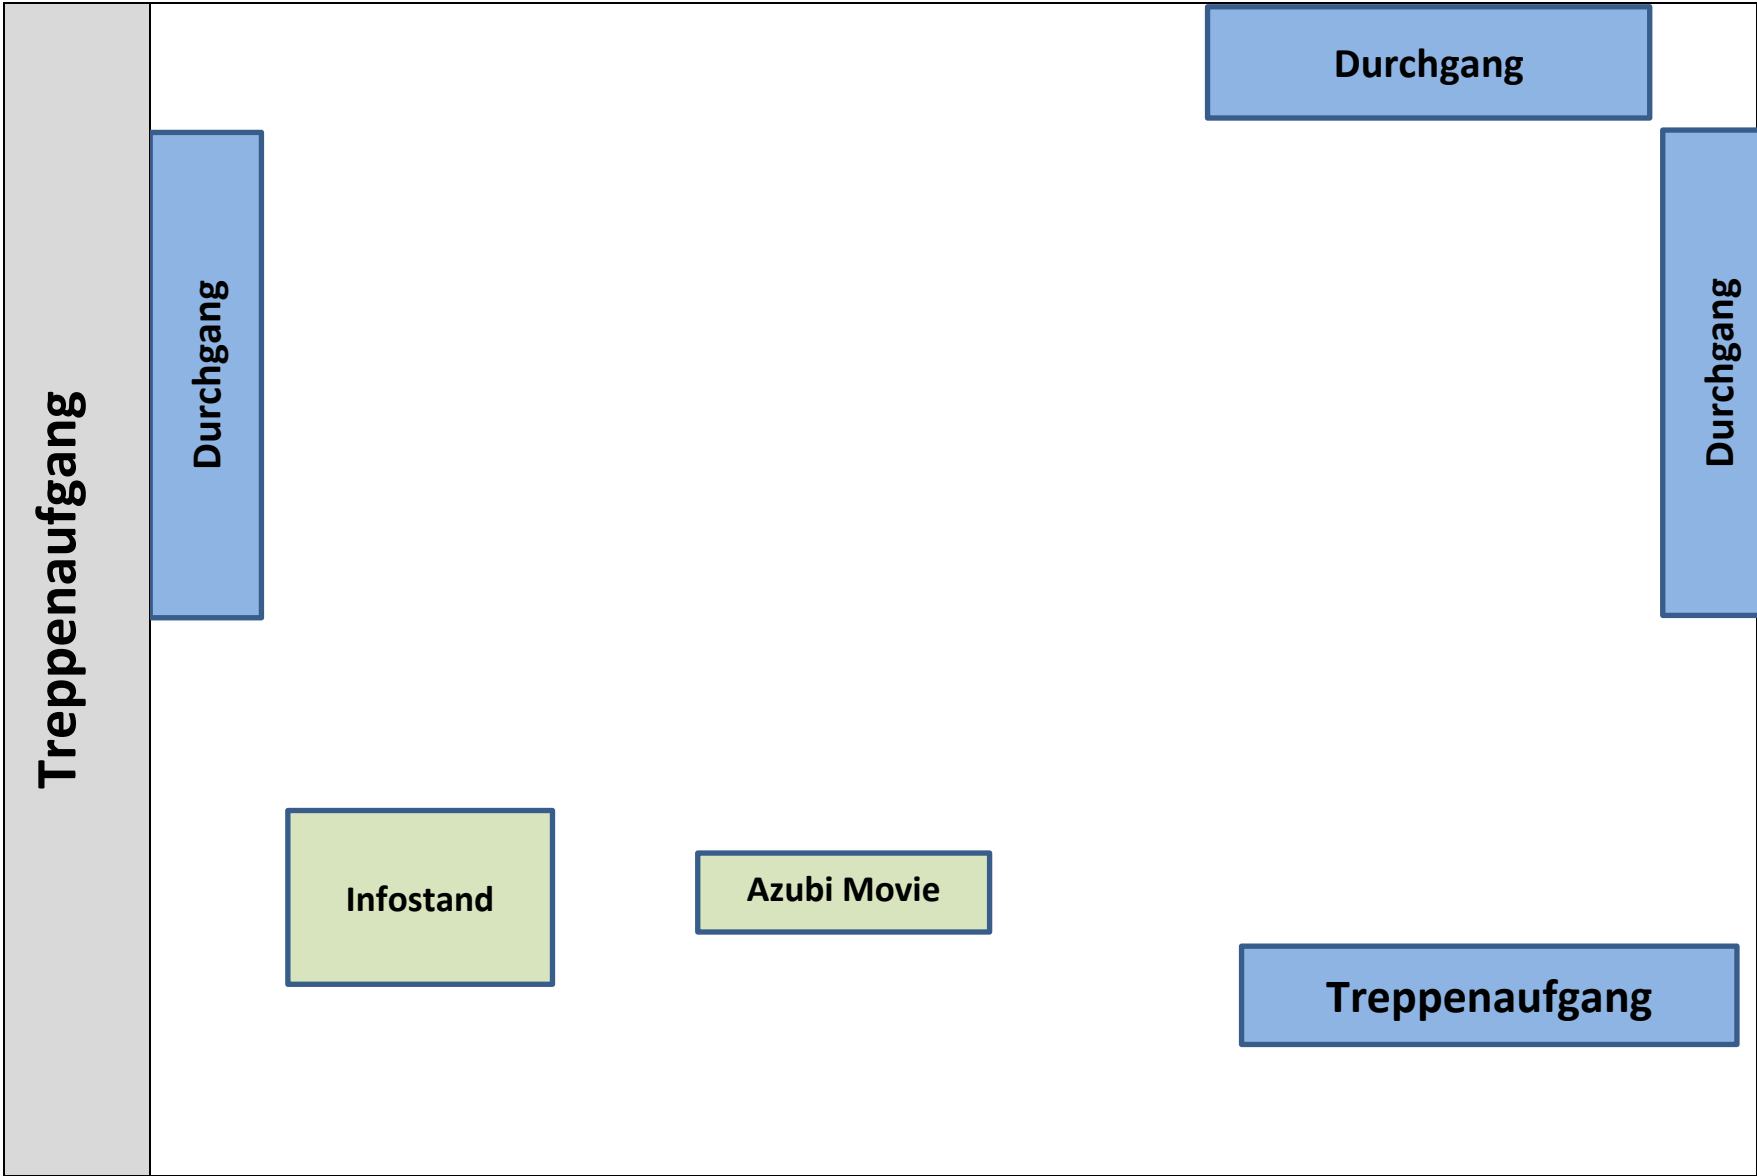 Durchgang
Durchgang
Durchgang
Treppenaufgang
Infostand
Azubi Movie
Treppenaufgang